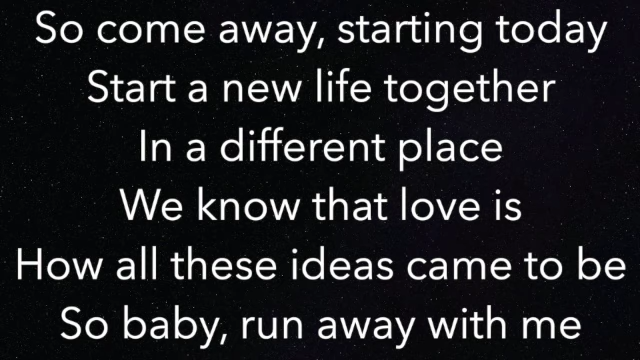 So come away, starting today
Start a new life together
In a different place
We know that love is
How all these ideas came to be
So baby, run away with me